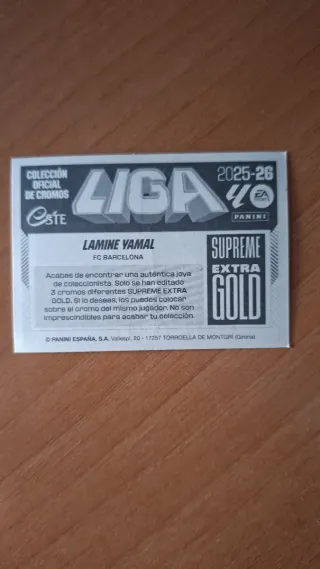 COLECCIÓN
OFICIAL
DE CROMOS
Este
LIGA
2025-26
EA
PANINI
LAMINE YAMAL
FC BARCELONA
Acabas de encontrar una auténtica joya
de coleccionista. Solo se han editado
3 cromos diferentes SUPREME EXTRA
GOLD. Si lo deseas, los puedes colocar
sobre el cromo del mismo jugador. No son
imprescindibles para acabar tu colección.
SUPREME
EXTRA
GOLD
© PANINI ESPAÑA, S.A. Vallespí, 20 - 17257 TORROELLA DE MONTGRÍ (Girona)